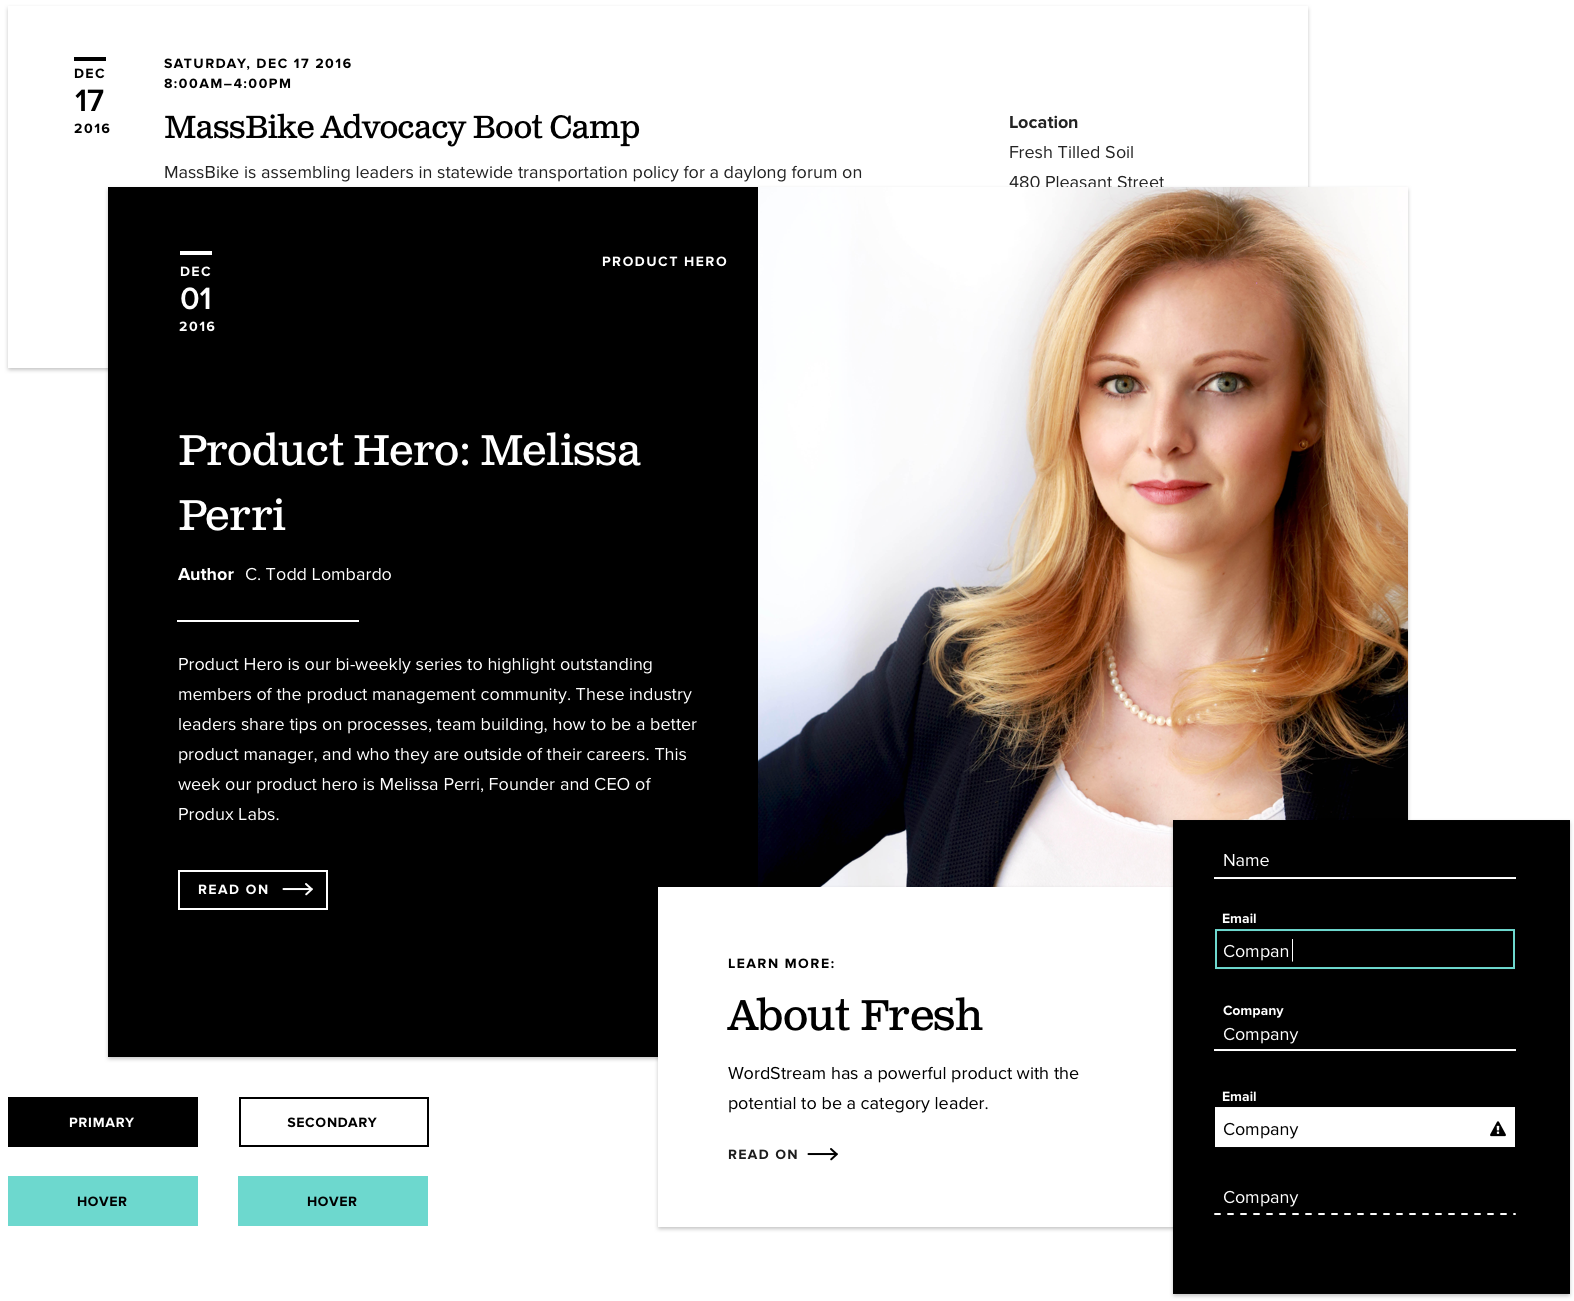 DEC
17
2016
SATURDAY, DEC 17 2016
8:00AM–4:00PM
MassBike Advocacy Boot Camp
MassBike is assembling leaders in statewide transportation policy for a daylong forum on
Location
Fresh Tilled Soil
480 Pleasant Street
DEC
01
2016
PRODUCT HERO
Product Hero: Melissa
Perri
Author C. Todd Lombardo
Product Hero is our bi-weekly series to highlight outstanding
members of the product management community. These industry
leaders share tips on processes, team building, how to be a better
product manager, and who they are outside of their careers. This
week our product hero is Melissa Perri, Founder and CEO of
Produx Labs.
READ ON
LEARN MORE:
About Fresh
WordStream has a powerful product with the
potential to be a category leader.
READ ON
Name
Email
Compan
Company
Company
Email
Company
Company
PRIMARY
SECONDARY
HOVER
HOVER